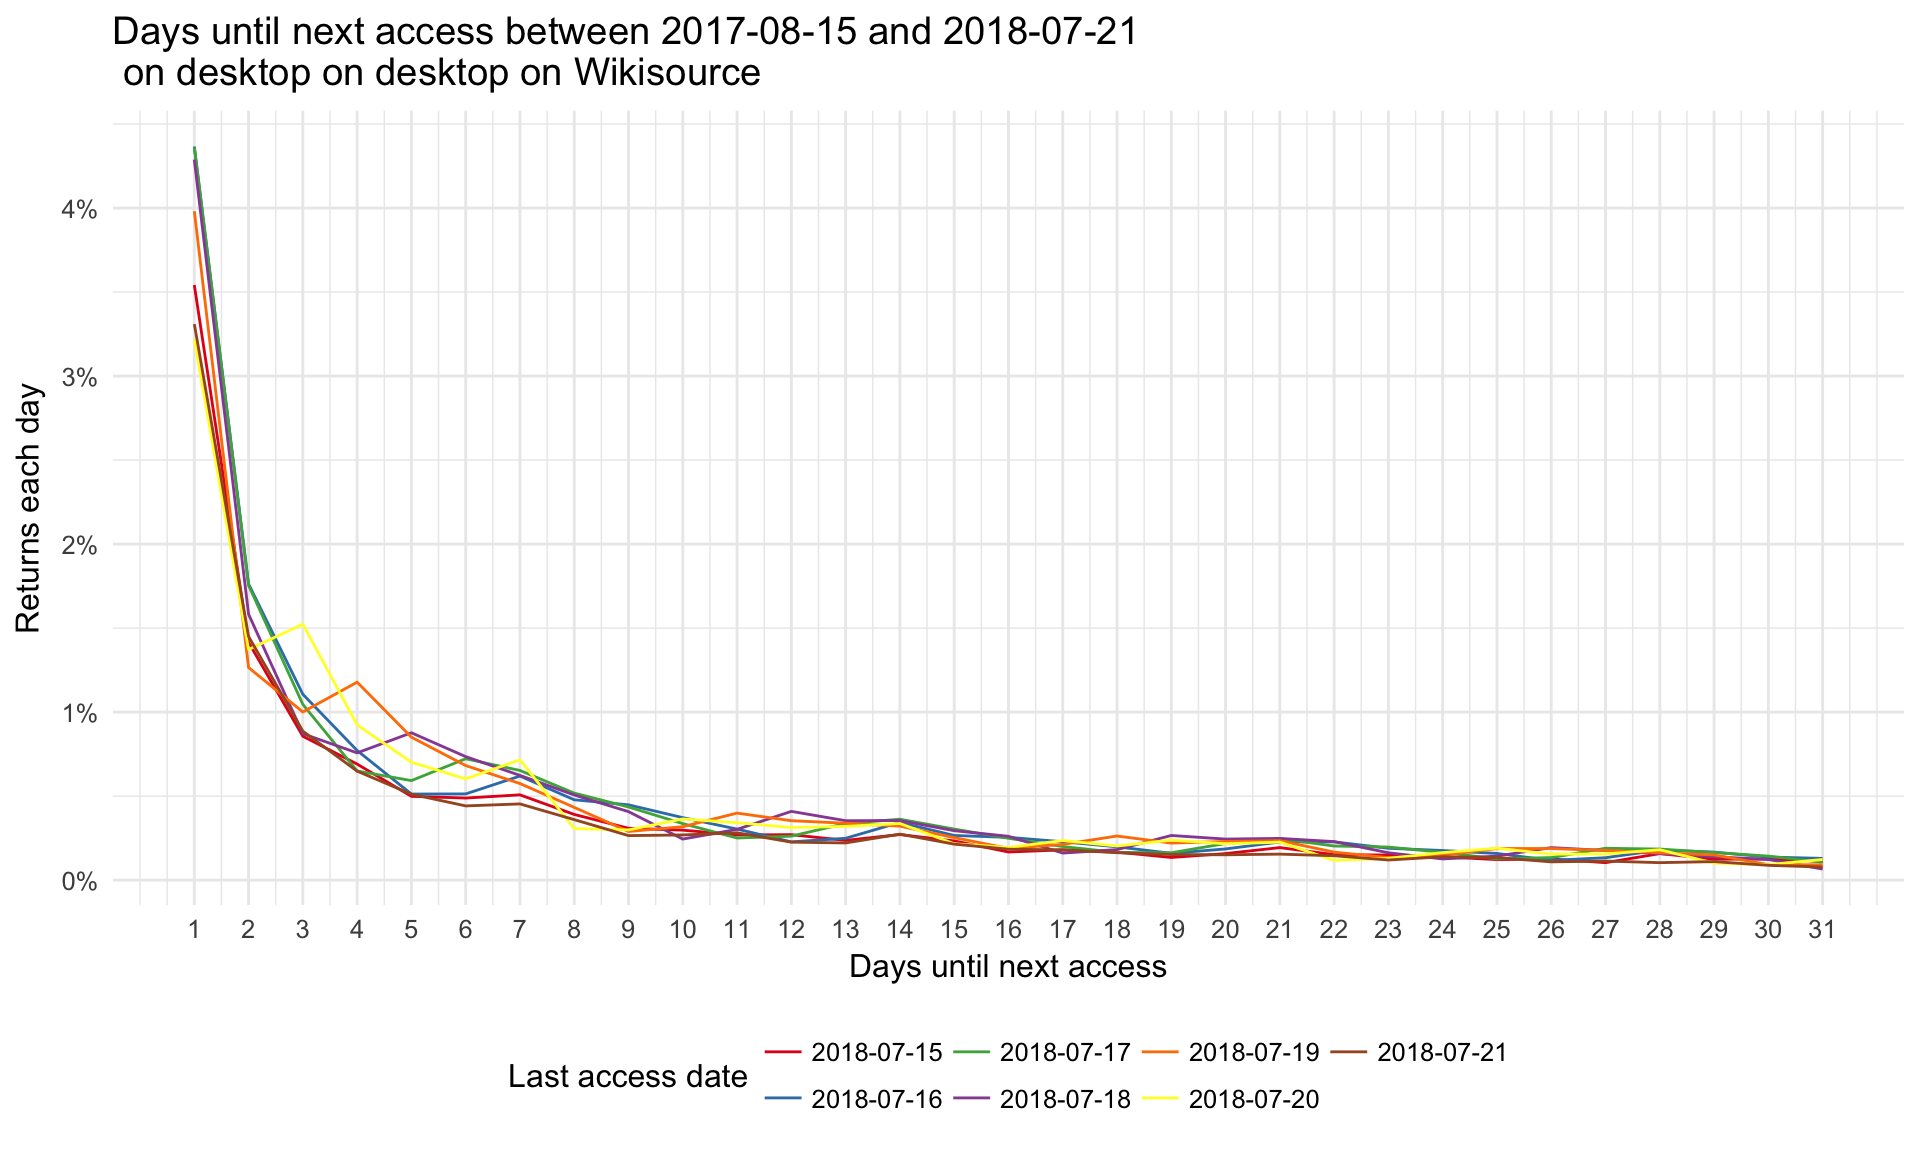 Days until next access between 2017-08-15 and 2018-07-21
on desktop on desktop on Wikisource
4%
3%
2%
1%
0%
Returns each day
1 2 3 4 5 6 7 8 9 10 11 12 13 14 15 16 17 18 19 20 21 22 23 24 25 26 27 28 29 30 31
Days until next access
Last access date
2018-07-15 2018-07-17 2018-07-19 2018-07-21
2018-07-16 2018-07-18 2018-07-20